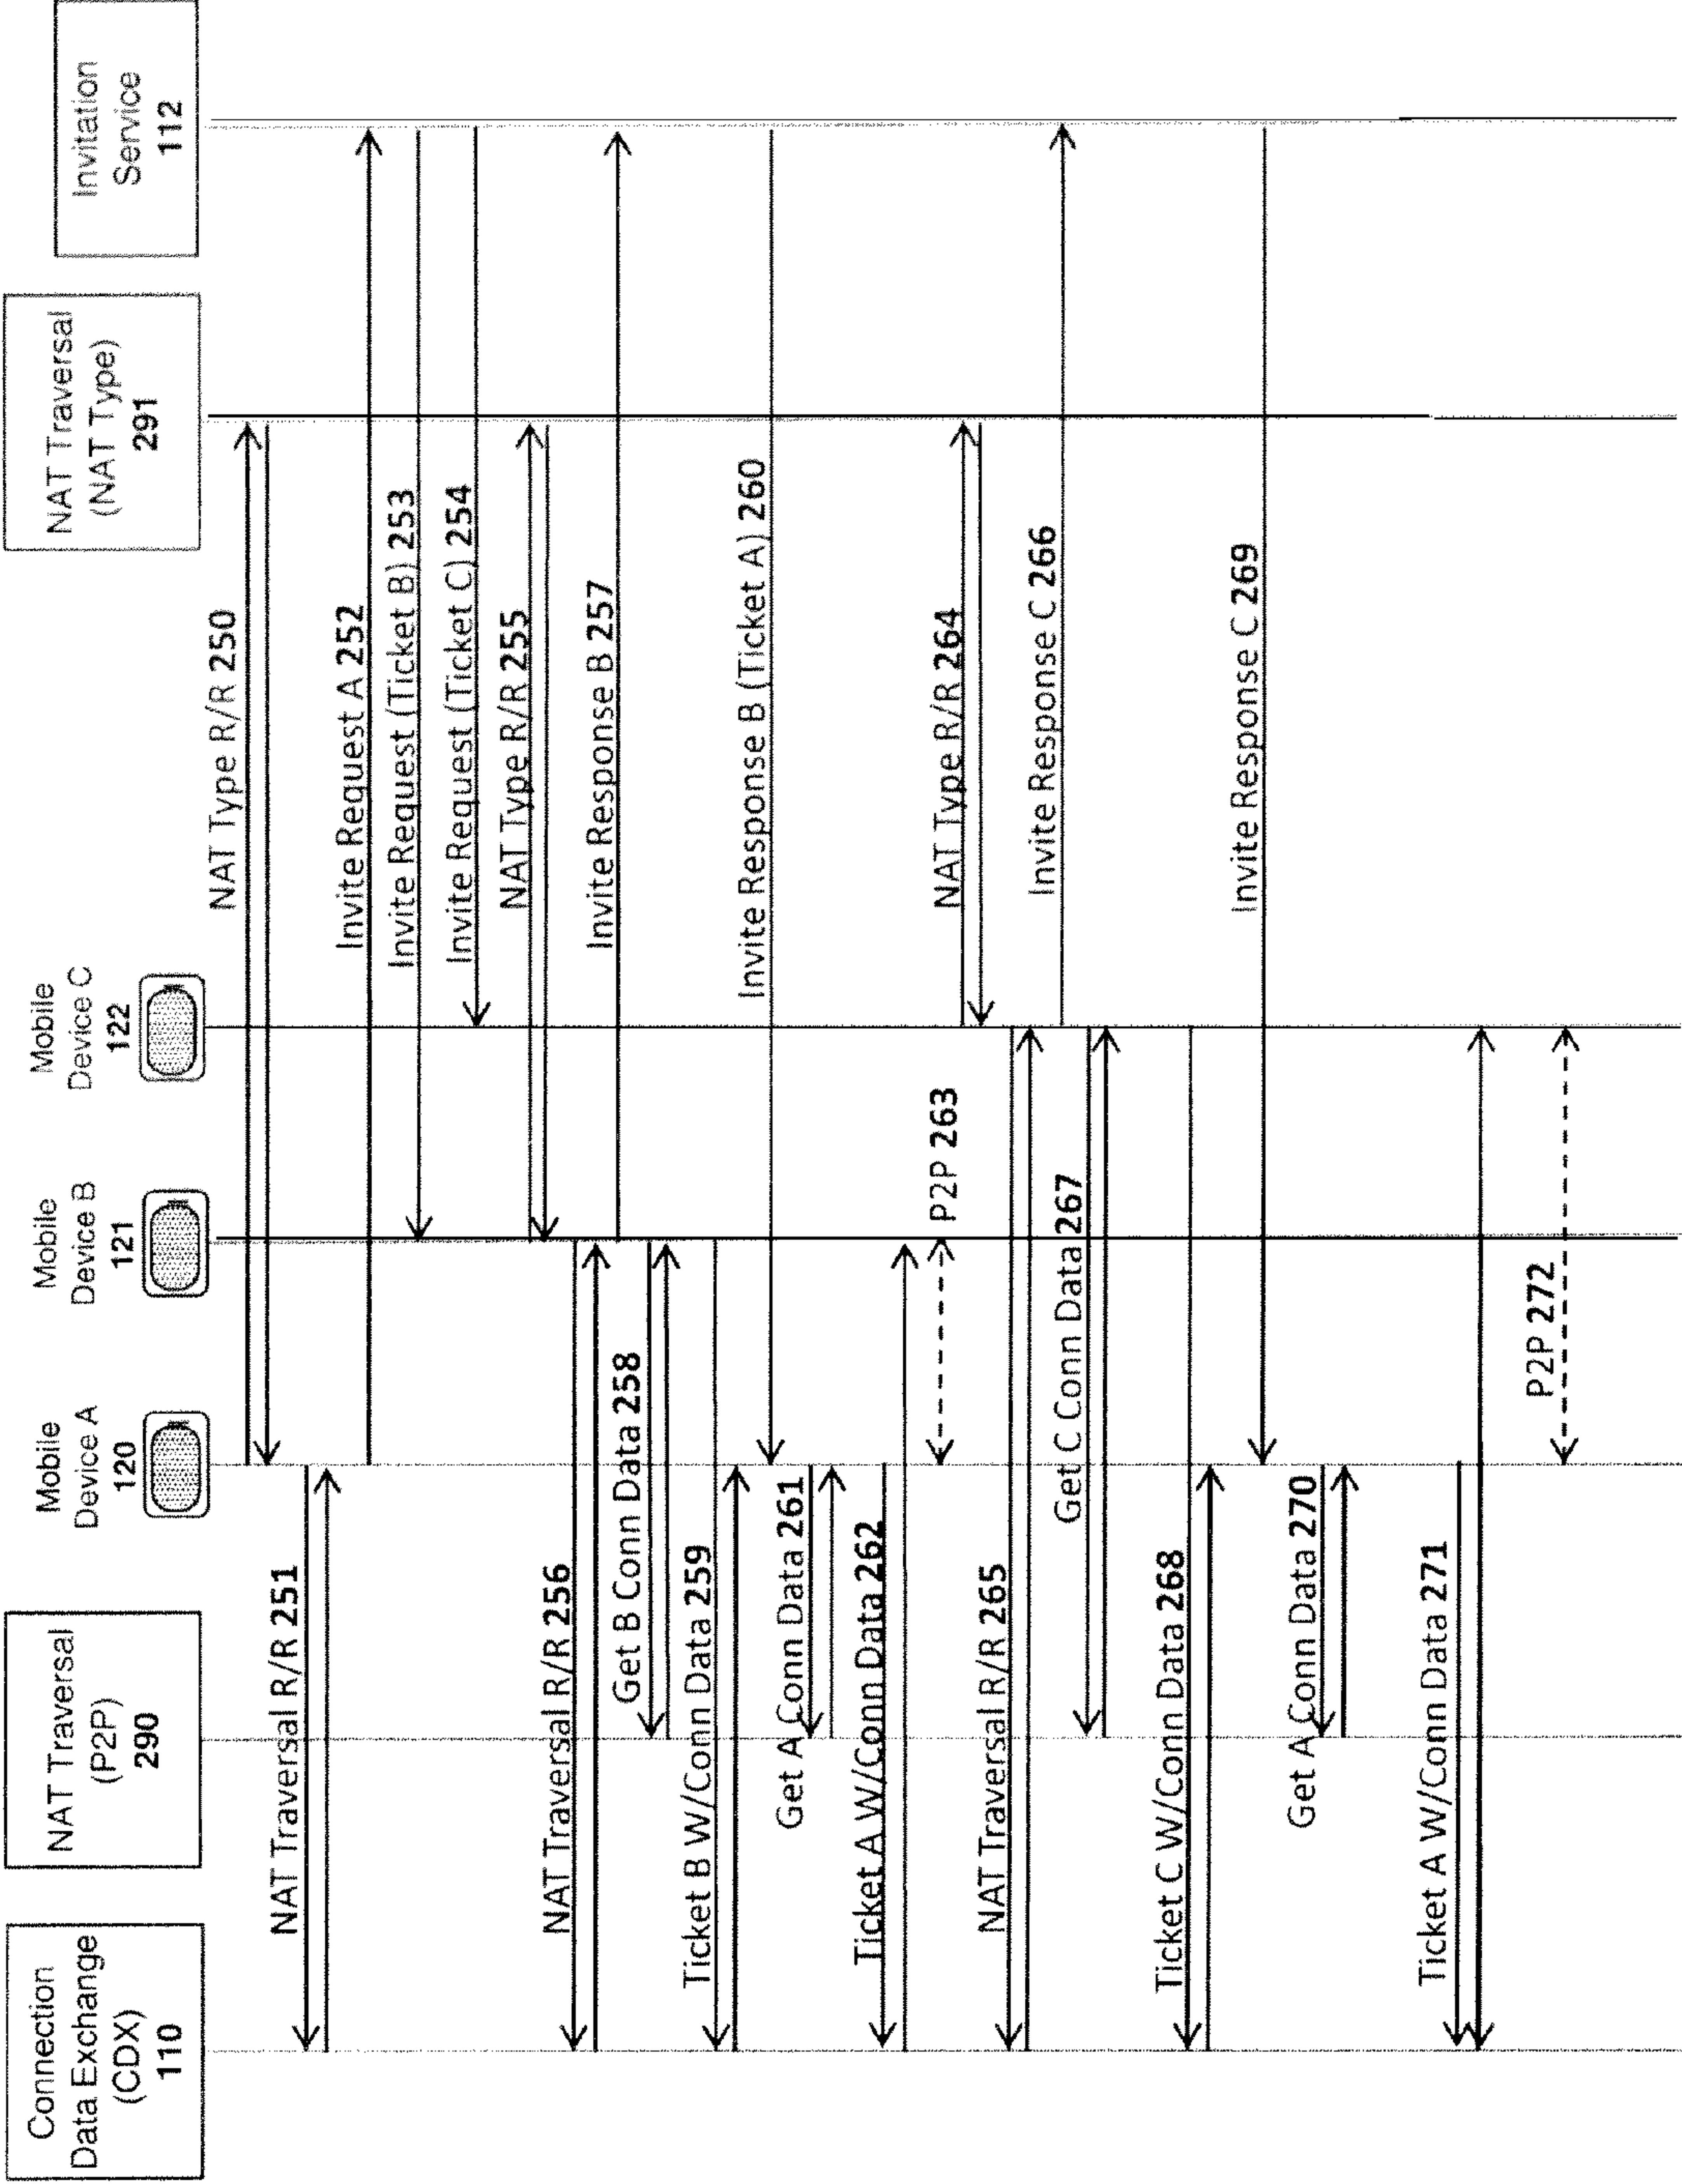 Connection
Data Exchange
(CDX)
110
NAT Traversal
(P2P)
290
Mobile
Device A
120
Mobile
Device B
121
Mobile
Device C
122
NAT Traversal
(NAT Type)
291
Invitation
Service
112
NAT Type R/R 250
NAT Traversal R/R 251
Invite Request A 252
Invite Request (Ticket B) 253
Invite Request (Ticket C) 254
NAT Type R/R 255
NAT Traversal R/R 256
Invite Response B 257
Get B Conn Data 258
Ticket B W/Conn Data 259
Invite Response B (Ticket A) 260
Get A Conn Data 261
Ticket A W/Conn Data 262
P2P 263
NAT Type R/R 264
NAT Traversal R/R 265
Invite Response C 266
Get C Conn Data 267
Ticket C W/Conn Data 268
Invite Response C 269
Get A Conn Data 270
Ticket A W/Conn Data 271
P2P 272